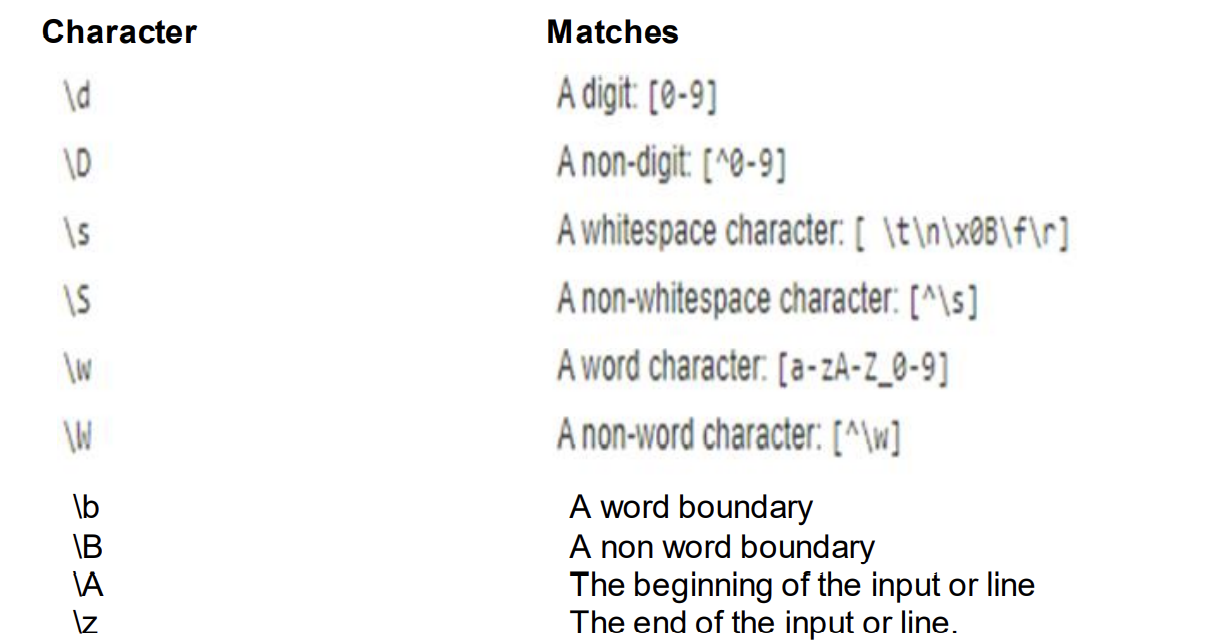 Character Matches
\d A digit: [0-9]
\D A non-digit: [^0-9]
\s A whitespace character: [ \t\n\x0B\f\r]
\S A non-whitespace character: [^\s]
\w A word character: [a-zA-Z_0-9]
\W A non-word character: [^\w]
\b A word boundary
\B A non word boundary
\A The beginning of the input or line
\z The end of the input or line.